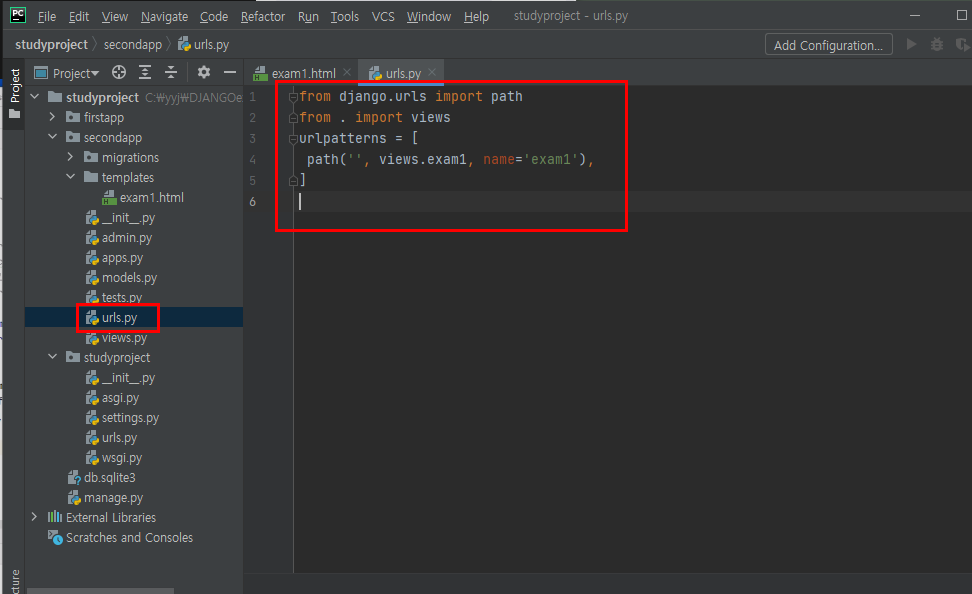 PC File Edit View Navigate Code Refactor Run Tools VCS Window Help studyproject - urls.py
studyproject secondapp urls.py Add Configuration...
Project Project exam1.html urls.py
studyproject C:₩yyj₩DJANGOe
firstapp
secondapp
migrations
templates
exam1.html
__init__.py
admin.py
apps.py
models.py
tests.py
urls.py
views.py
studyproject
__init__.py
asgi.py
settings.py
urls.py
wsgi.py
db.sqlite3
manage.py
External Libraries
Scratches and Consoles
1 from django.urls import path
2 from . import views
3 urlpatterns = [
4 path('', views.exam1, name='exam1'),
5 ]
6
cture